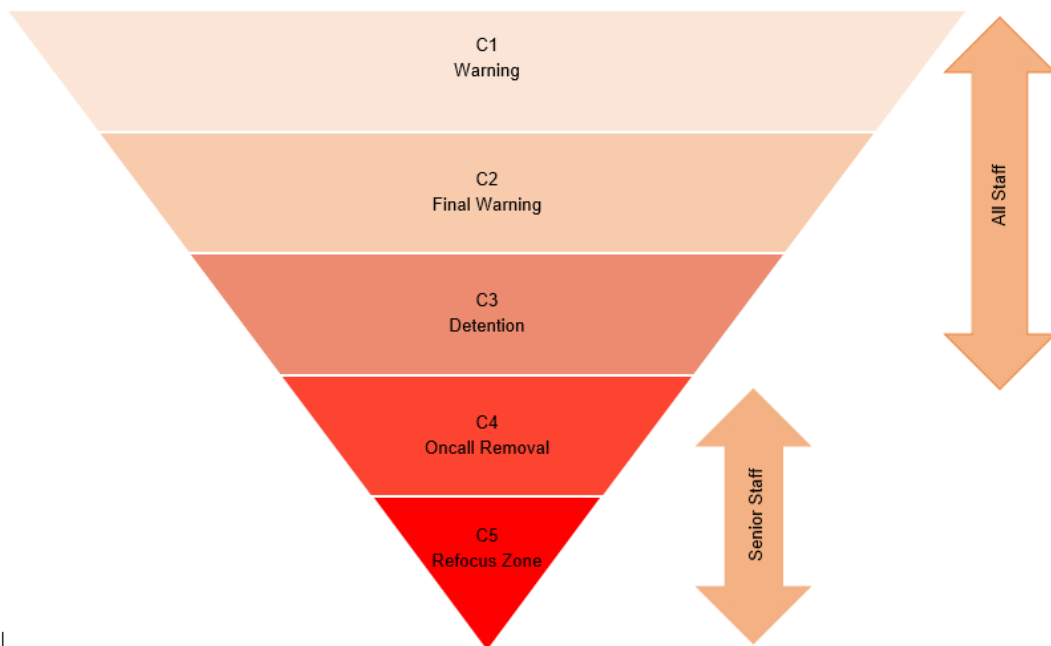 C1
Warning
C2
Final Warning
All Staff
C3
Detention
C4
Oncall Removal
Senior Staff
C5
Refocus Zone